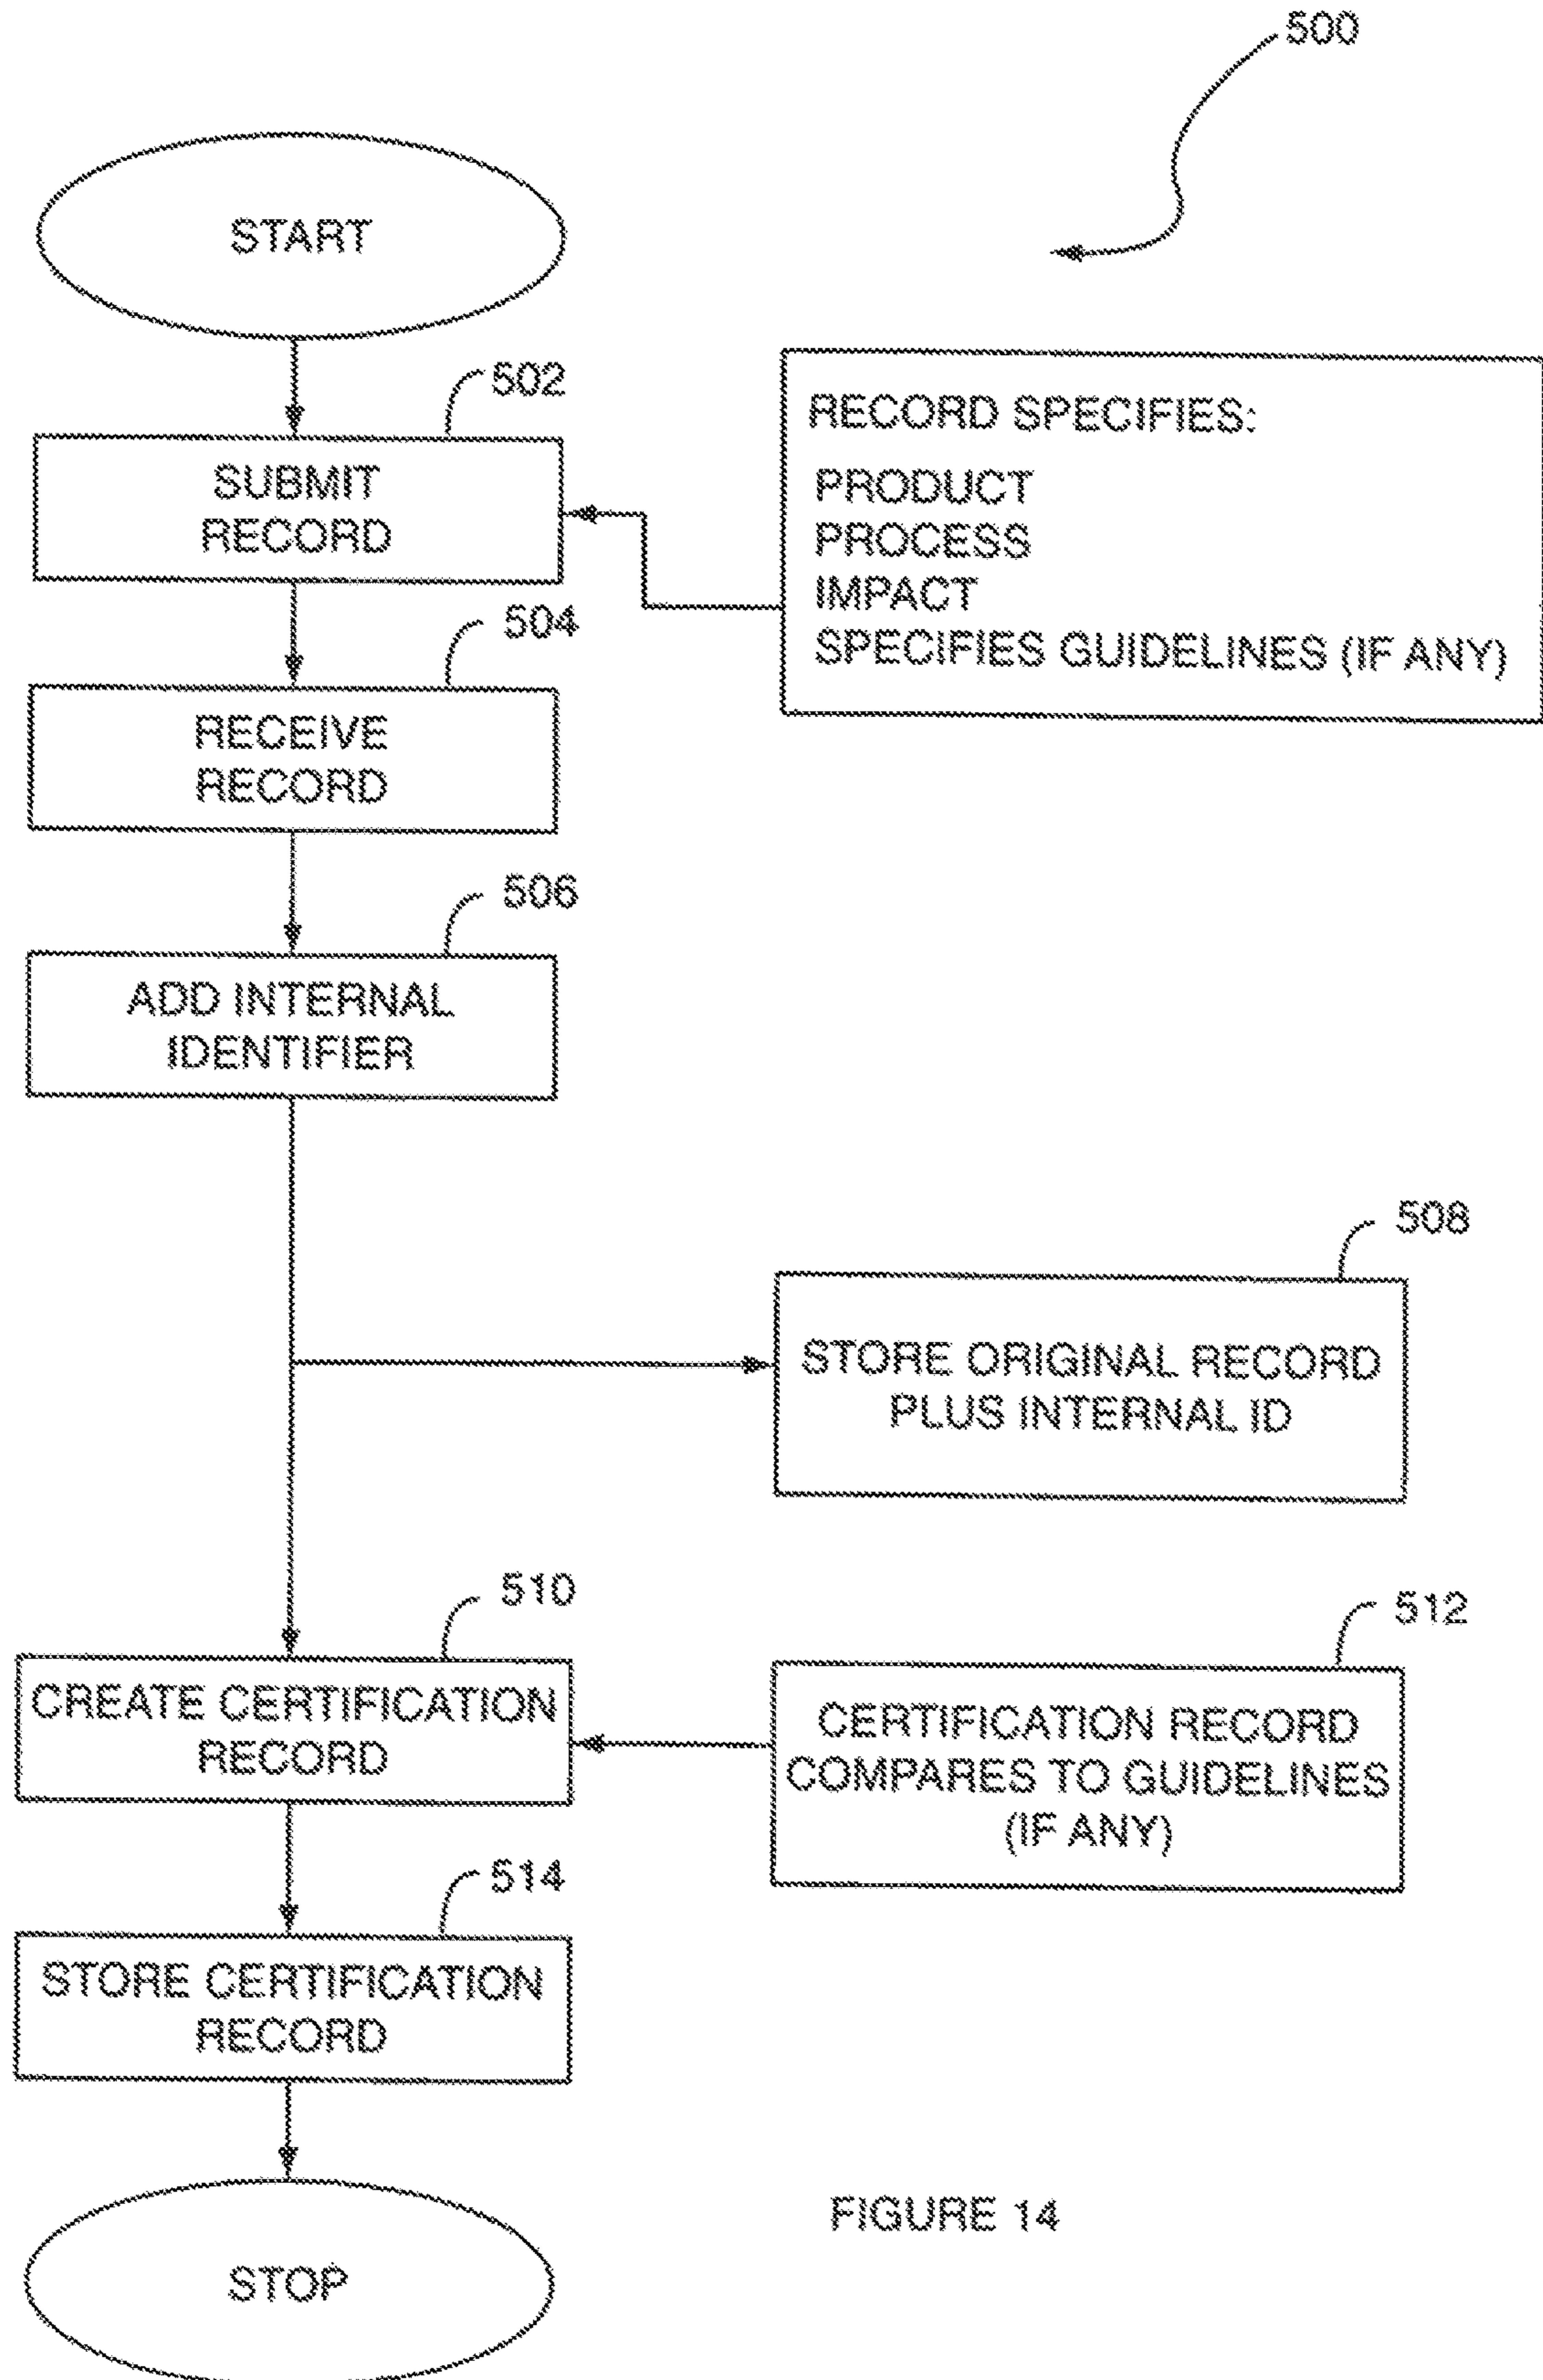 500
START
502
SUBMIT
RECORD
RECORD SPECIFIES:
PRODUCT
PROCESS
IMPACT
SPECIFIES GUIDELINES (IF ANY)
504
RECEIVE
RECORD
506
ADD INTERNAL
IDENTIFIER
508
STORE ORIGINAL RECORD
PLUS INTERNAL ID
510
CREATE CERTIFICATION
RECORD
512
CERTIFICATION RECORD
COMPARES TO GUIDELINES
(IF ANY)
514
STORE CERTIFICATION
RECORD
STOP
FIGURE 14